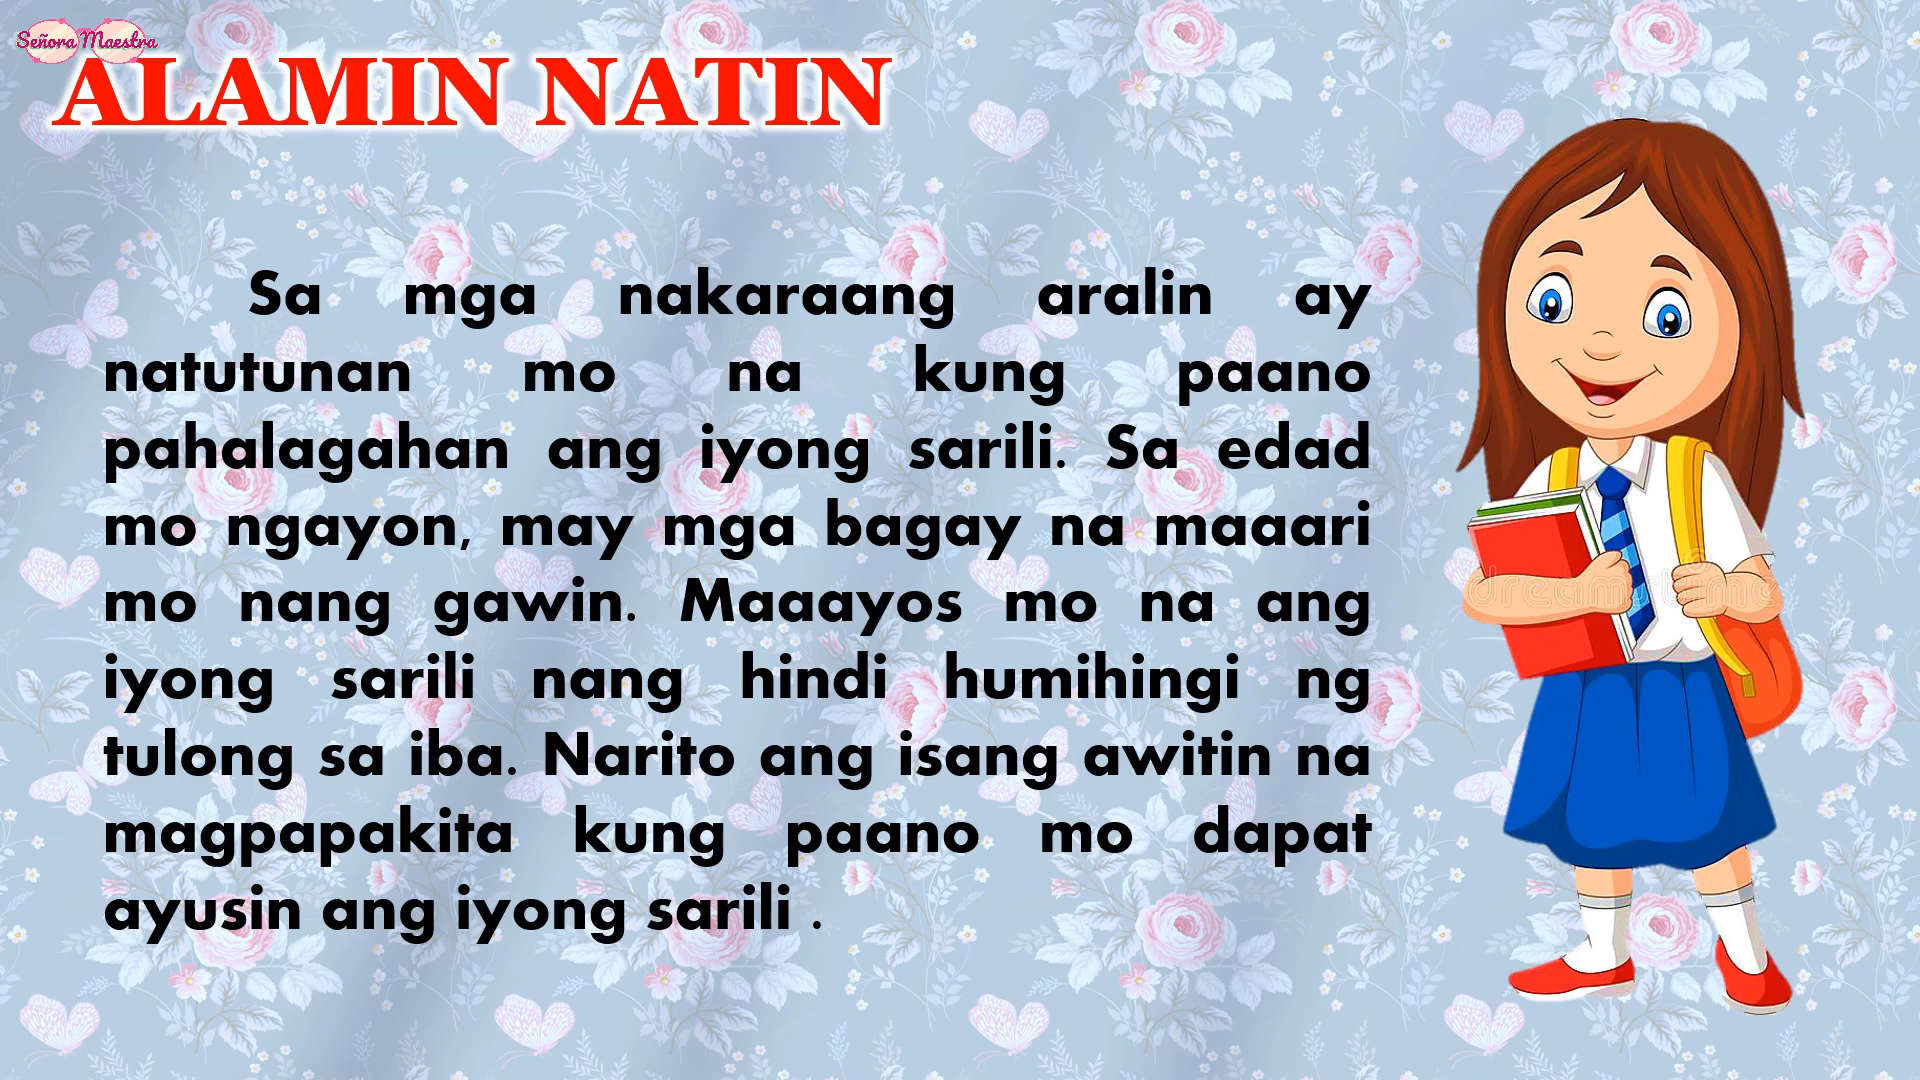 Señora Maestra
ALAMIN NATIN
Sa mga nakaraang aralin ay
natutunan mo na kung paano
pahalagahan ang iyong sarili. Sa edad
mo ngayon, may mga bagay na maaari
mo nang gawin. Maaayos mo na ang
iyong sarili nang hindi humihingi ng
tulong sa iba. Narito ang isang awitin na
magpapakita kung paano mo dapat
ayusin ang iyong sarili .
dreamstime